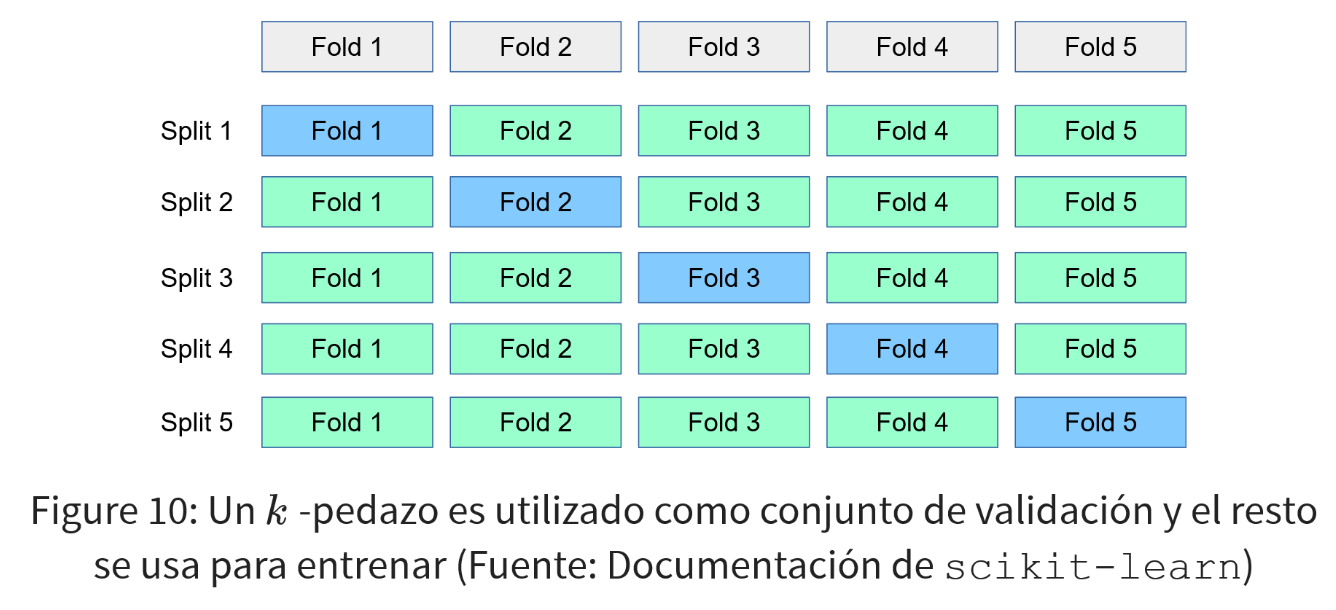 Fold 1 Fold 2 Fold 3 Fold 4 Fold 5
Split 1 Fold 1 Fold 2 Fold 3 Fold 4 Fold 5
Split 2 Fold 1 Fold 2 Fold 3 Fold 4 Fold 5
Split 3 Fold 1 Fold 2 Fold 3 Fold 4 Fold 5
Split 4 Fold 1 Fold 2 Fold 3 Fold 4 Fold 5
Split 5 Fold 1 Fold 2 Fold 3 Fold 4 Fold 5
Figure 10: Un k -pedazo es utilizado como conjunto de validación y el resto
se usa para entrenar (Fuente: Documentación de scikit-learn)